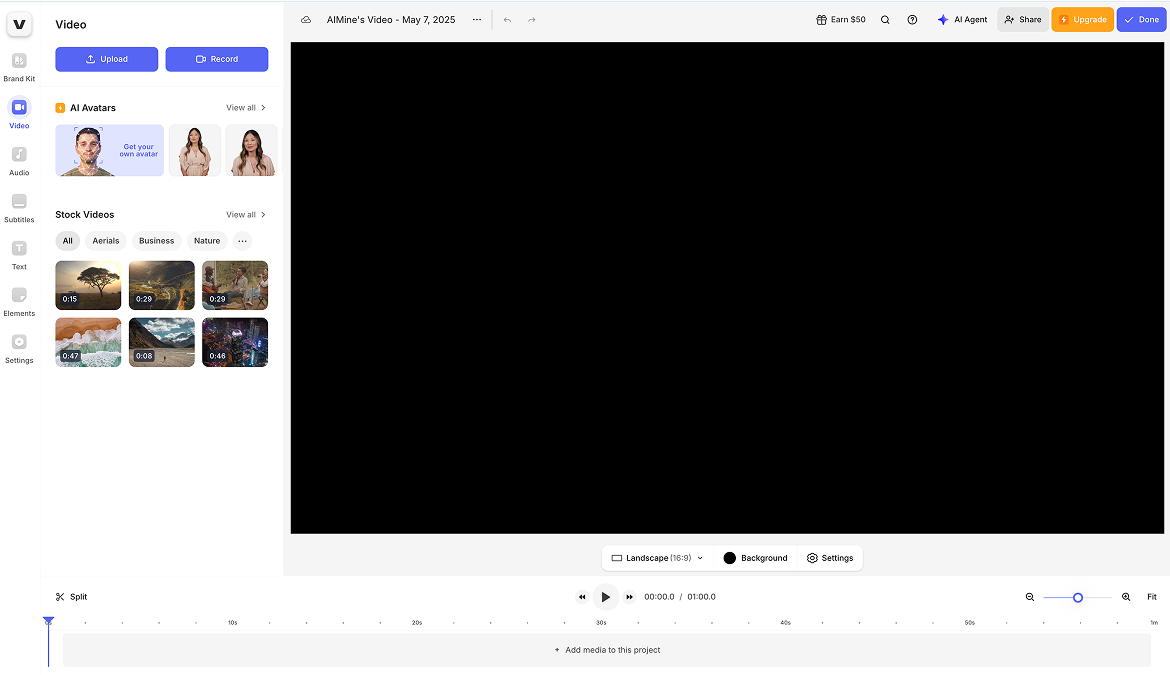 V
Video
AIMine's Video - May 7, 2025
Earn $50
AI Agent
Share
Upgrade
Done
Upload
Record
Brand Kit
Video
Audio
Subtitles
Text
Elements
Settings
AI Avatars
View all
Get your
own avatar
Stock Videos
View all
All
Aerials
Business
Nature
0:15
0:29
0:29
0:47
0:08
0:46
Landscape (16:9)
Background
Settings
Split
00:00.0 / 01:00.0
Fit
10s
20s
30s
40s
50s
1m
+ Add media to this project